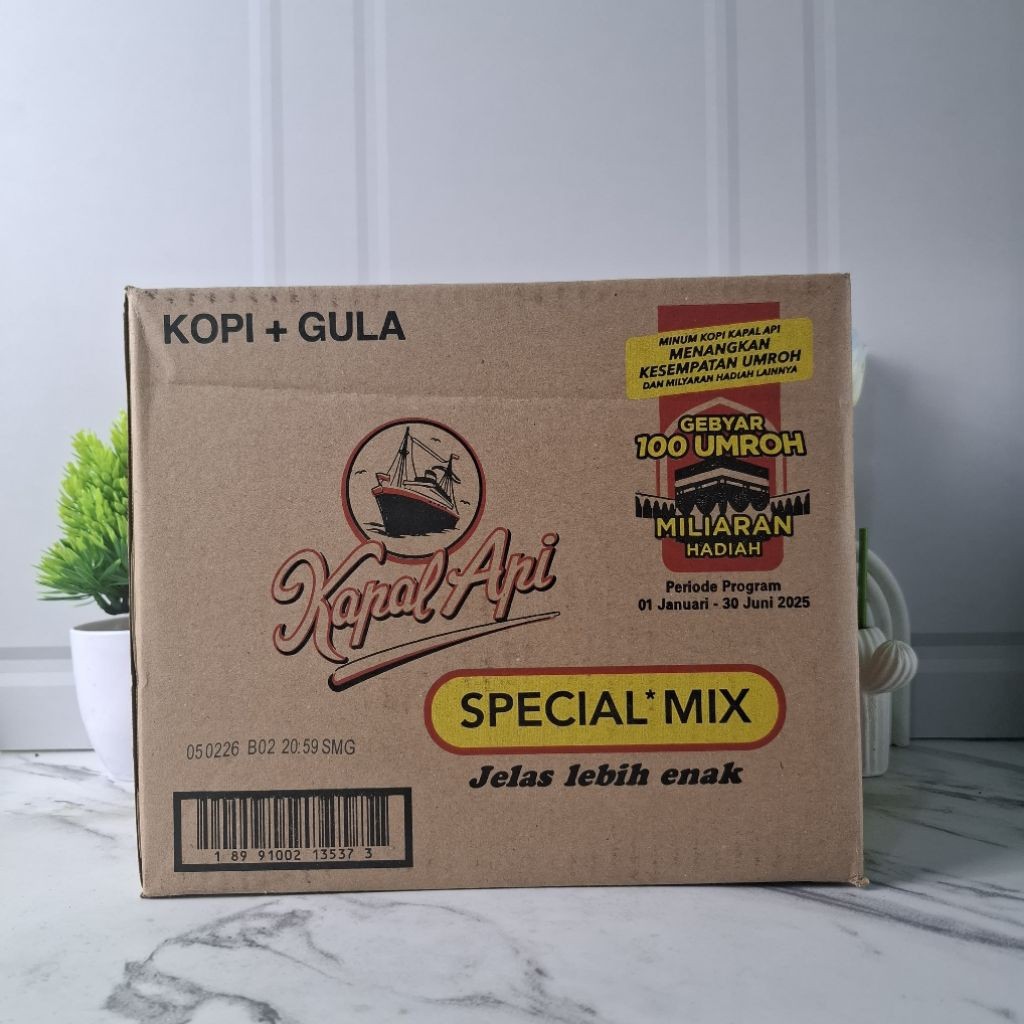 KOPI + GULA
MINUM KOPI KAPAL API
MENANGKAN
KESEMPATAN UMROH
DAN MILYARAN HADIAH LAINNYA
GEBYAR
100 UMROH
MILIARAN
HADIAH
Periode Program
01 Januari - 30 Juni 2025
Kapal Api
SPECIAL* MIX
Jelas lebih enak
050226 B02 20:59 SMG
1 89 91002 13537 3